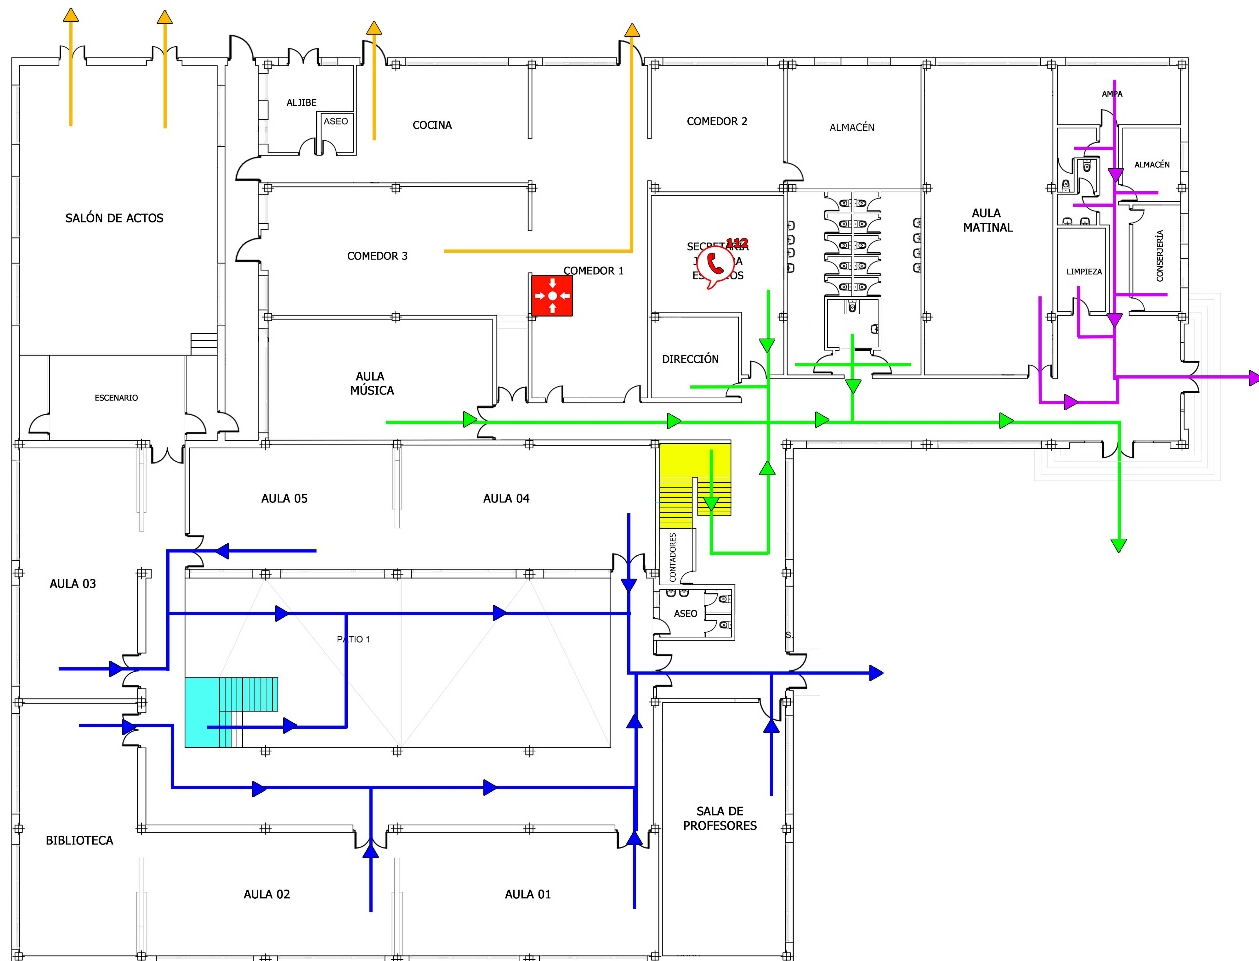 AMPA
ALJIBE
ASEO
COCINA
COMEDOR 2
ALMACÉN
ALMACÉN
SALÓN DE ACTOS
AULA
MATINAL
COMEDOR 3
COMEDOR 1
112
CONSERJERÍA
LIMPIEZA
DIRECCIÓN
AULA
MÚSICA
ESCENARIO
AULA 05
AULA 04
CONTADORES
AULA 03
ASEO
PATIO 1
S.
BIBLIOTECA
SALA DE
PROFESORES
AULA 02
AULA 01